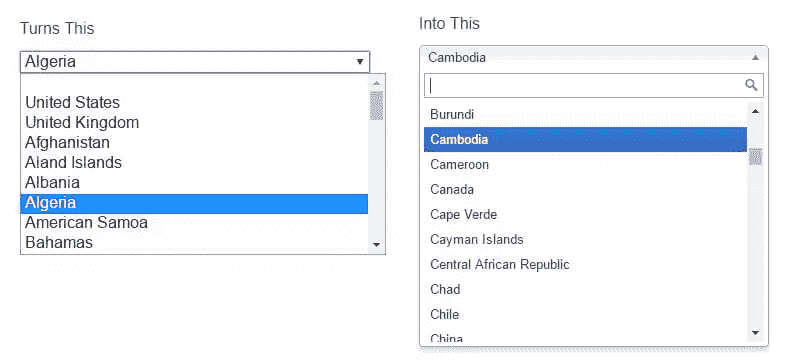 Turns This
Algeria
United States
United Kingdom
Afghanistan
Aland Islands
Albania
Algeria
American Samoa
Bahamas
Into This
Cambodia
Burundi
Cambodia
Cameroon
Canada
Cape Verde
Cayman Islands
Central African Republic
Chad
Chile
China